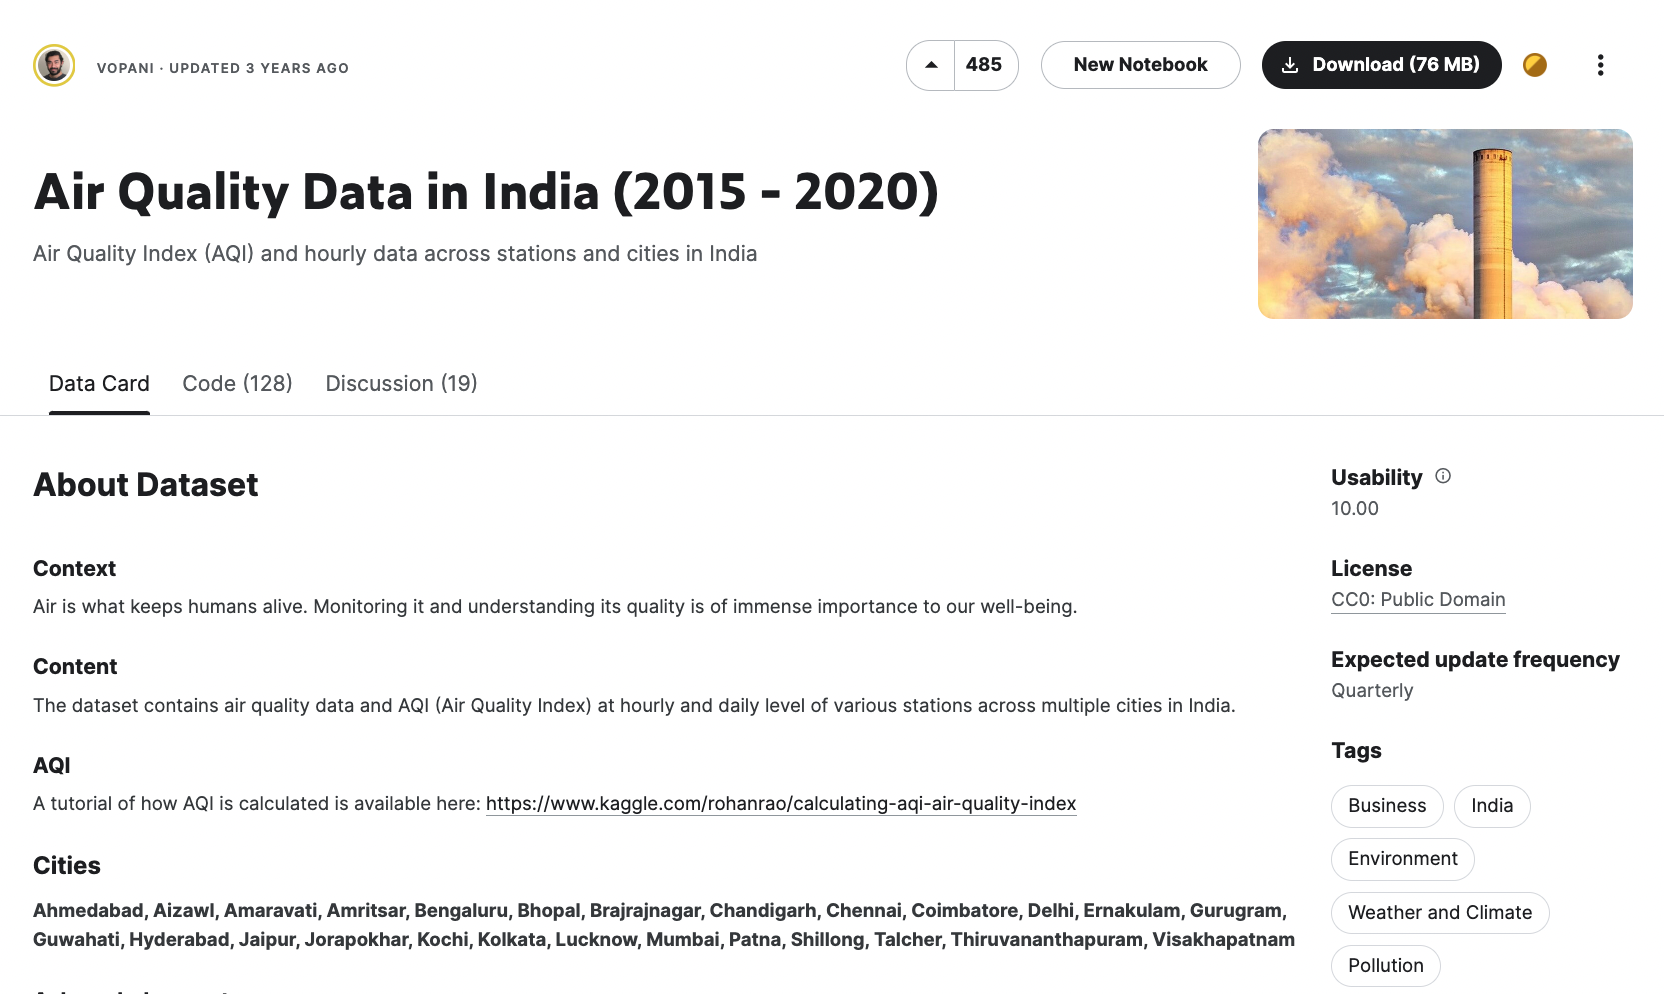 VOPANI · UPDATED 3 YEARS AGO
485
New Notebook
Download (76 MB)
Air Quality Data in India (2015 - 2020)
Air Quality Index (AQI) and hourly data across stations and cities in India
Data Card
Code (128)
Discussion (19)
About Dataset
Context
Air is what keeps humans alive. Monitoring it and understanding its quality is of immense importance to our well-being.
Content
The dataset contains air quality data and AQI (Air Quality Index) at hourly and daily level of various stations across multiple cities in India.
AQI
A tutorial of how AQI is calculated is available here: https://www.kaggle.com/rohanrao/calculating-aqi-air-quality-index
Cities
Ahmedabad, Aizawl, Amaravati, Amritsar, Bengaluru, Bhopal, Brajrajnagar, Chandigarh, Chennai, Coimbatore, Delhi, Ernakulam, Gurugram,
Guwahati, Hyderabad, Jaipur, Jorapokhar, Kochi, Kolkata, Lucknow, Mumbai, Patna, Shillong, Talcher, Thiruvananthapuram, Visakhapatnam
Usability
10.00
License
CC0: Public Domain
Expected update frequency
Quarterly
Tags
Business
India
Environment
Weather and Climate
Pollution